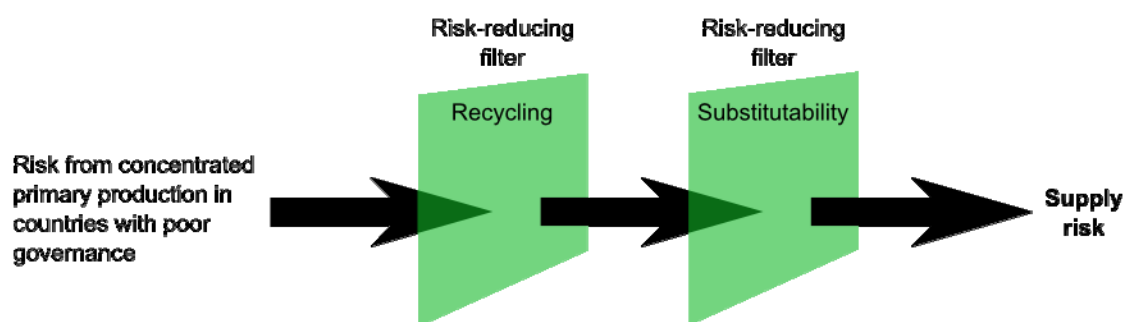 Risk-reducing
filter
Risk-reducing
filter
Recycling
Substitutability
Risk from concentrated
primary production in
countries with poor
governance
Supply
risk